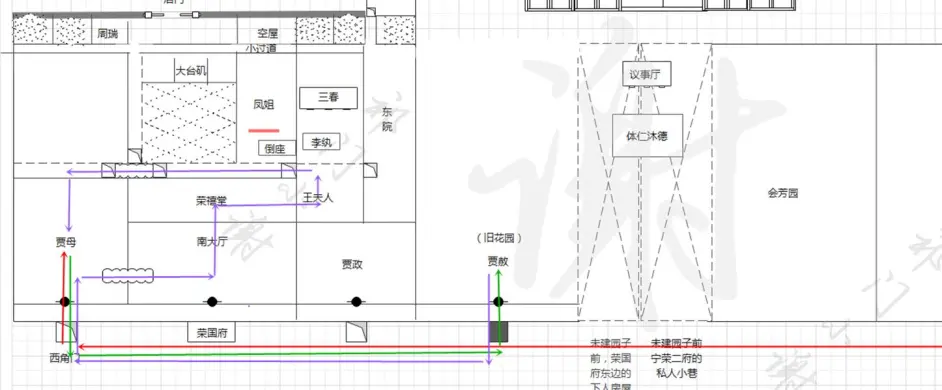 后门
周瑞
空屋
小过道
大台矶
凤姐
三春
东院
倒座
李纨
议事厅
体仁沐德
会芳园
荣禧堂
王夫人
贾母
南大厅
贾政
（旧花园）
贾赦
荣国府
西角
未建园子
前，荣国
府东边的
下人房屋
未建园子前
宁荣二府的
私人小巷
谢